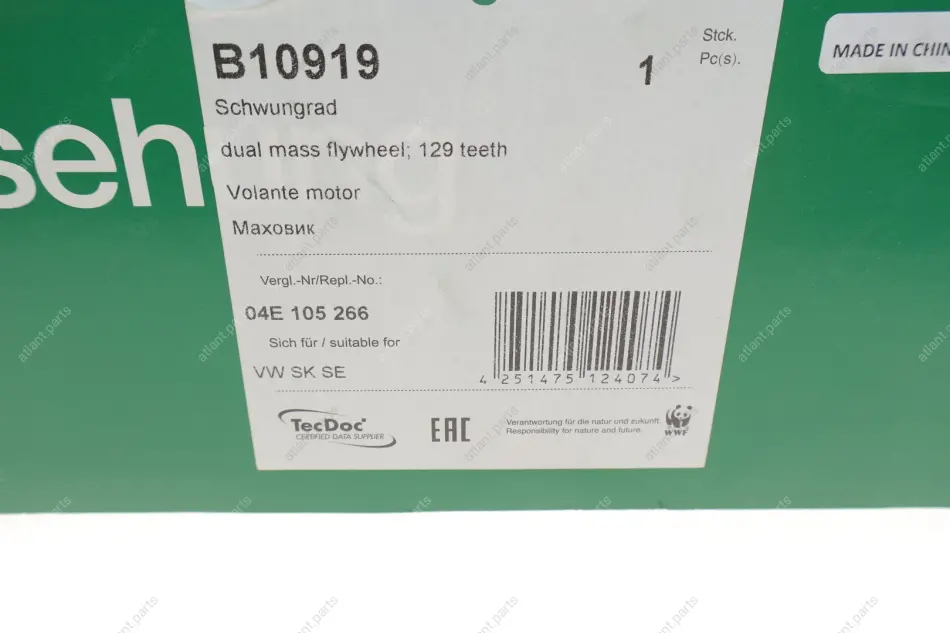 B10919
1
Stck.
Pc(s).
MADE IN CHIN
Schwungrad
dual mass flywheel; 129 teeth
Volante motor
Маховик
seh
Vergl.-Nr/Repl.-No.:
04E 105 266
Sich für / suitable for
VW SK SE
4 251475 124074 >
TecDoc
CERTIFIED DATA SUPPLIER
EAC
Verantwortung für die natur und zukunft.
Responsibility for nature and future.
WWF
atlant.parts